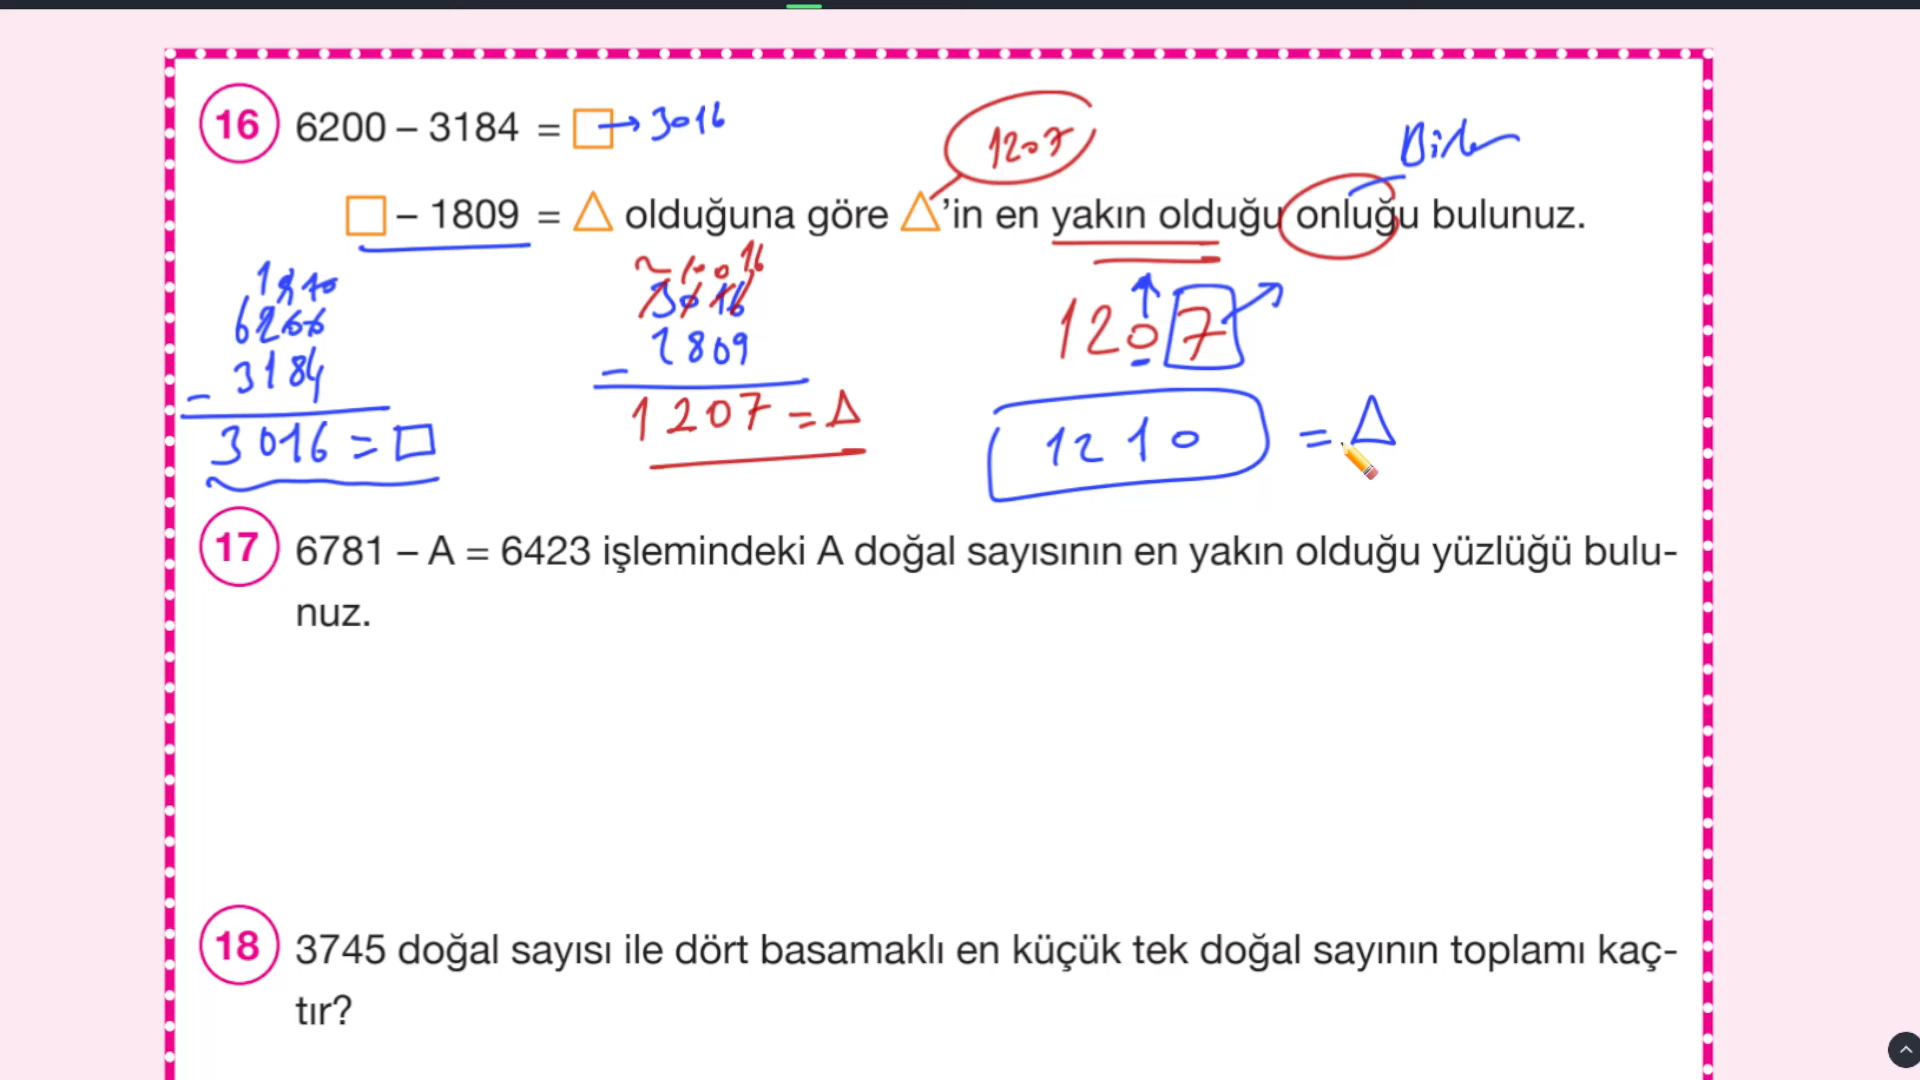 16 6200 – 3184 = □ → 3016
1207
Birler
□ – 1809 = △ olduğuna göre △'in en yakın olduğu onluğu bulunuz.
6200
3184
–
3016 = □
16
3016
1809
–
1207 = △
1207
1210 = △
17 6781 – A = 6423 işlemindeki A doğal sayısının en yakın olduğu yüzlüğü bulu-
nuz.
18 3745 doğal sayısı ile dört basamaklı en küçük tek doğal sayının toplamı kaç-
tır?